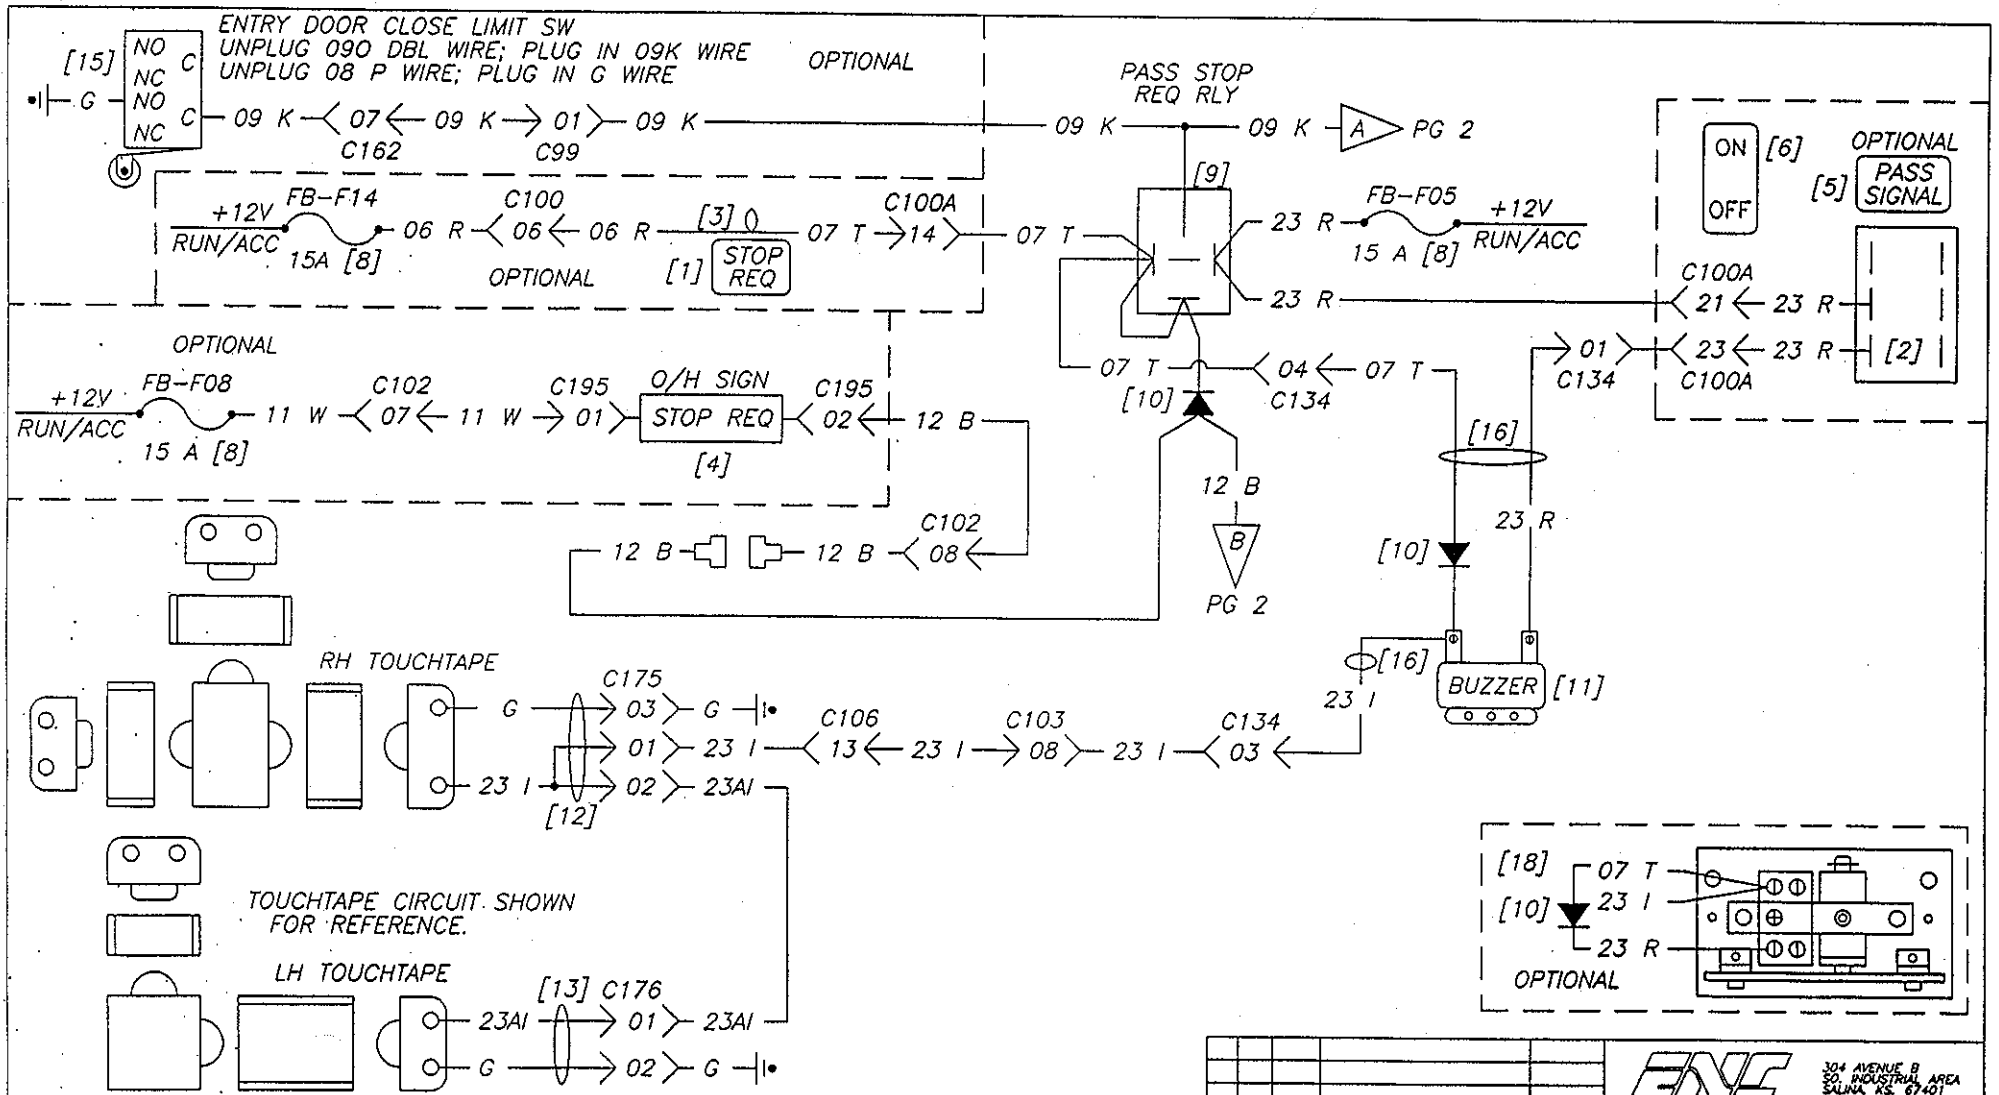 ENTRY DOOR CLOSE LIMIT SW
UNPLUG 09O DBL WIRE; PLUG IN 09K WIRE
UNPLUG 08 P WIRE; PLUG IN G WIRE
OPTIONAL
[15] NO C
NC
G NO
NC C 09 K 07 09 K 01 09 K 09 K 09 K A PG 2
C162 C99
PASS STOP
REQ RLY
[9]
+12V FB-F14 C100 [3] C100A
RUN/ACC 06 R 06 06 R 07 T 14 07 T
15A [8] OPTIONAL [1] STOP
REQ
23 R FB-F05 +12V
15 A [8] RUN/ACC
23 R
ON [6] OPTIONAL
[5] PASS
SIGNAL
OFF
C100A
21 23 R
01 23 23 R [2]
C134 C100A
OPTIONAL
+12V FB-F08 C102 C195 O/H SIGN C195
RUN/ACC 11 W 07 11 W 01 STOP REQ 02 12 B
15 A [8] [4]
07 T 04 07 T
[10] C134
[16]
12 B 23 R
B
PG 2
C102
12 B 12 B 08
[10]
[16] BUZZER [11]
23 I
RH TOUCHTAPE
C175
G 03 G
C106 C103 C134
01 23 I 13 23 I 08 23 I 03
23 I 02 23AI
[12]
TOUCHTAPE CIRCUIT SHOWN
FOR REFERENCE.
LH TOUCHTAPE
[13] C176
23AI 01 23AI
G 02 G
[18] 07 T
[10] 23 I
23 R
OPTIONAL
304 AVENUE B
SO. INDUSTRIAL AREA
SALINA, KS. 67401